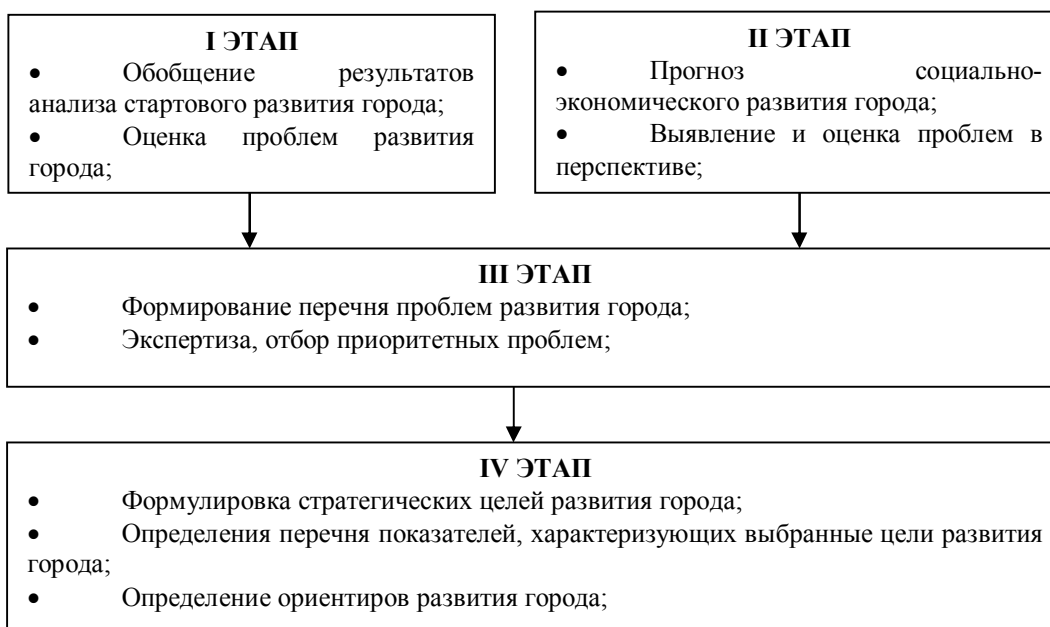 I ЭТАП
• Обобщение результатов
анализа стартового развития города;
• Оценка проблем развития
города;
II ЭТАП
• Прогноз социально-
экономического развития города;
• Выявление и оценка проблем в
перспективе;
III ЭТАП
• Формирование перечня проблем развития города;
• Экспертиза, отбор приоритетных проблем;
IV ЭТАП
• Формулировка стратегических целей развития города;
• Определения перечня показателей, характеризующих выбранные цели развития
города;
• Определение ориентиров развития города;